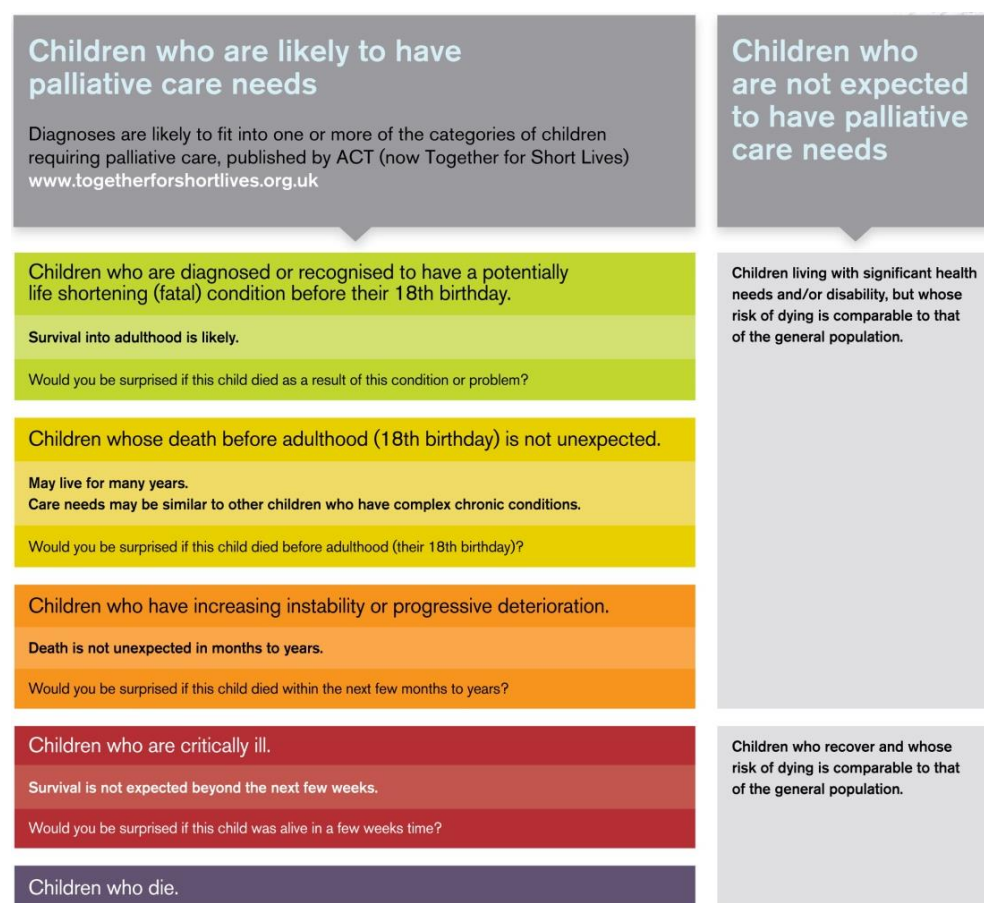 Children who are likely to have
palliative care needs
Diagnoses are likely to fit into one or more of the categories of children
requiring palliative care, published by ACT (now Together for Short Lives)
www.togetherforshortlives.org.uk
Children who
are not expected
to have palliative
care needs
Children who are diagnosed or recognised to have a potentially
life shortening (fatal) condition before their 18th birthday.
Survival into adulthood is likely.
Would you be surprised if this child died as a result of this condition or problem?
Children whose death before adulthood (18th birthday) is not unexpected.
May live for many years.
Care needs may be similar to other children who have complex chronic conditions.
Would you be surprised if this child died before adulthood (their 18th birthday)?
Children who have increasing instability or progressive deterioration.
Death is not unexpected in months to years.
Would you be surprised if this child died within the next few months to years?
Children who are critically ill.
Survival is not expected beyond the next few weeks.
Would you be surprised if this child was alive in a few weeks time?
Children who die.
Children living with significant health
needs and/or disability, but whose
risk of dying is comparable to that
of the general population.
Children who recover and whose
risk of dying is comparable to that
of the general population.